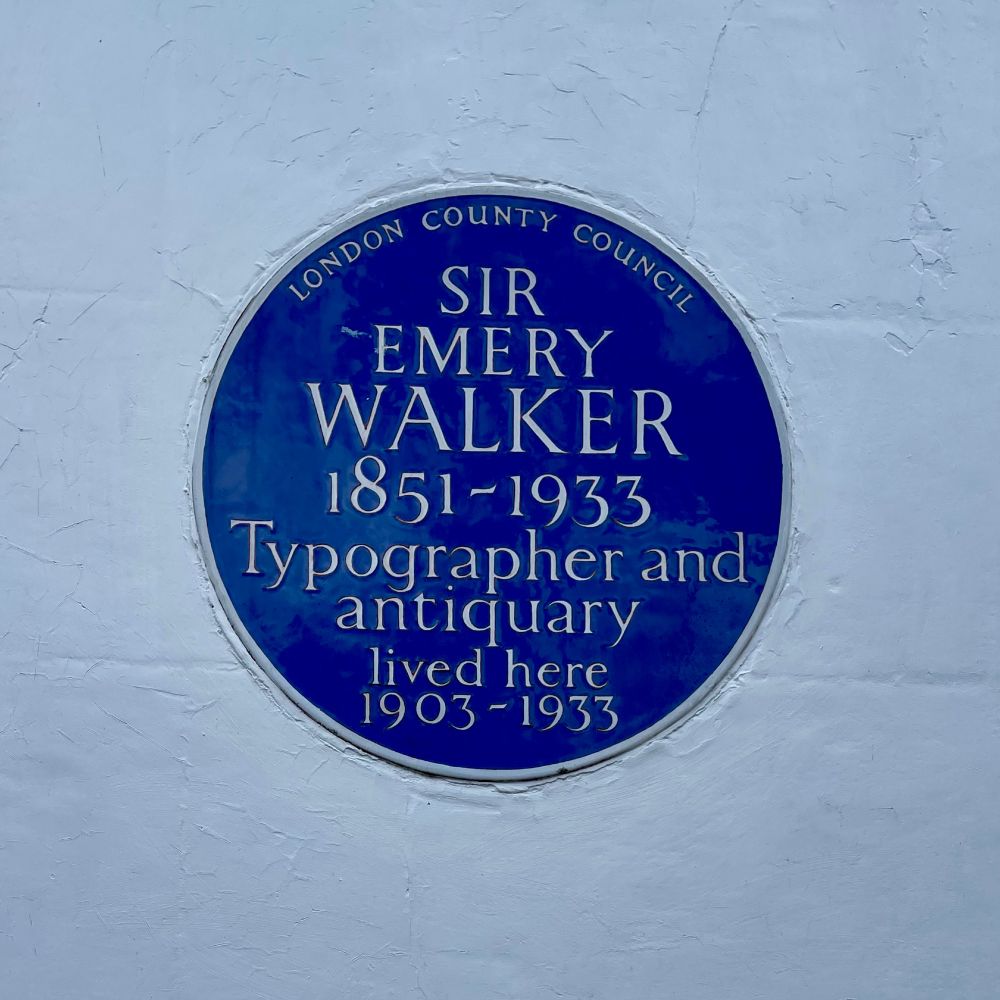 LONDON COUNTY COUNCIL
SIR
EMERY
WALKER
1851-1933
Typographer and
antiquary
lived here
1903-1933